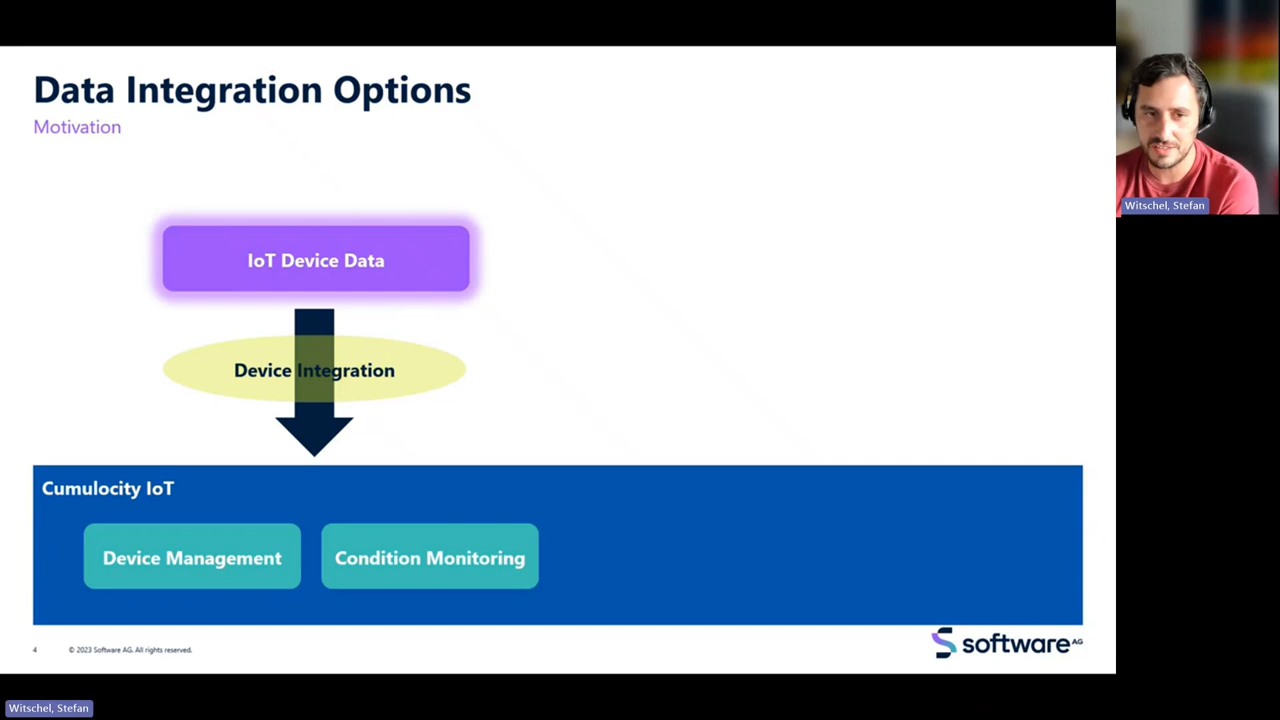 Data Integration Options
Motivation
IoT Device Data
Device Integration
Cumulocity IoT
Device Management
Condition Monitoring
4
© 2023 Software AG. All rights reserved.
software AG
Witschel, Stefan
Witschel, Stefan